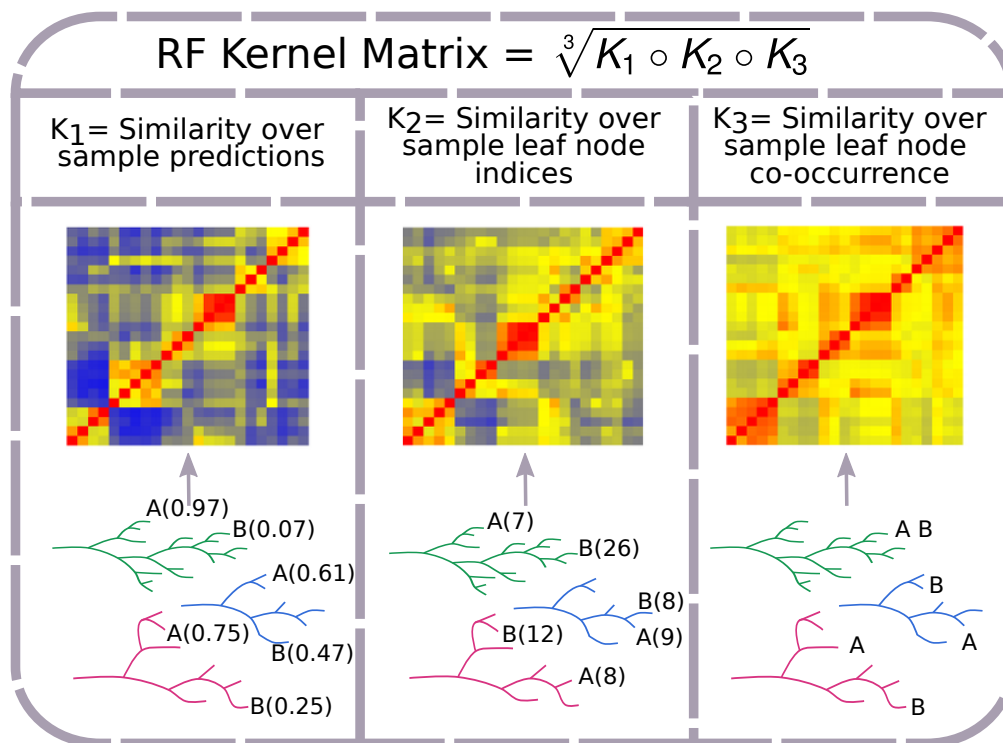 RF Kernel Matrix = ∛(K₁ ∘ K₂ ∘ K₃)
K₁= Similarity over
sample predictions
K₂= Similarity over
sample leaf node
indices
K₃= Similarity over
sample leaf node
co-occurrence
A(0.97)
B(0.07)
A(0.61)
A(0.75)
B(0.47)
B(0.25)
A(7)
B(26)
B(8)
B(12)
A(9)
A(8)
A B
B
A
A
B